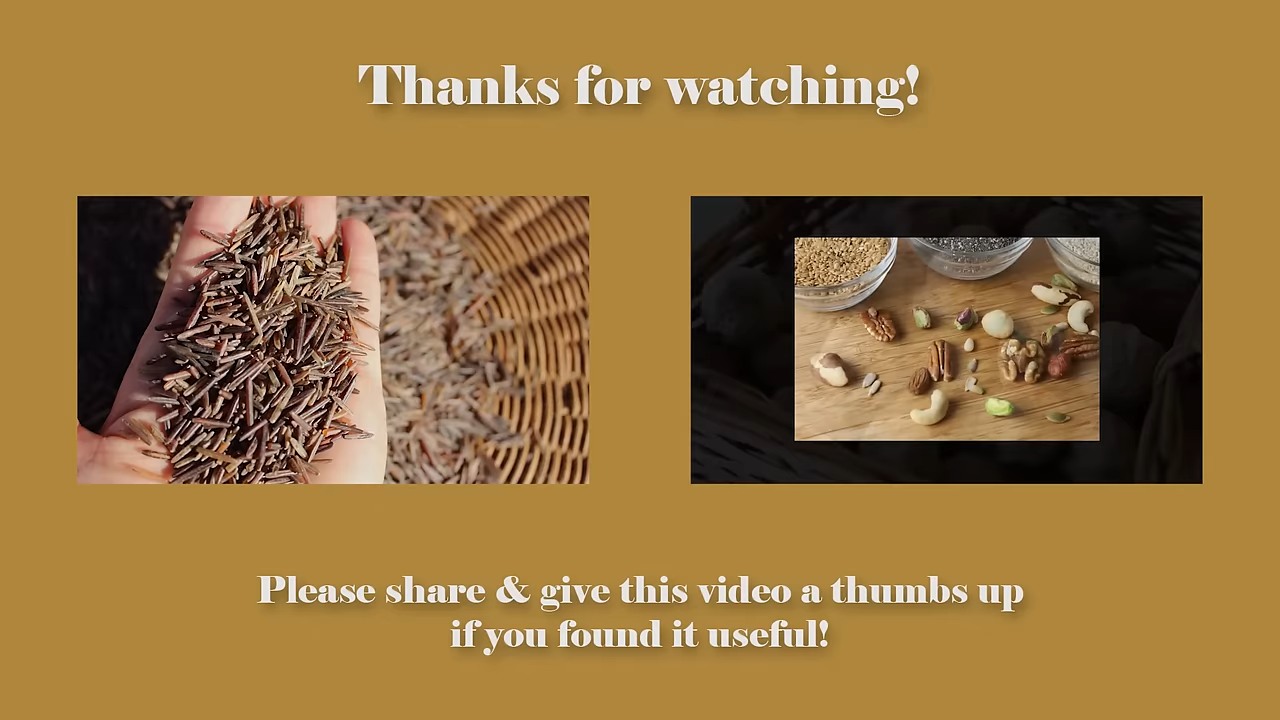 Thanks for watching!
Please share & give this video a thumbs up
if you found it useful!